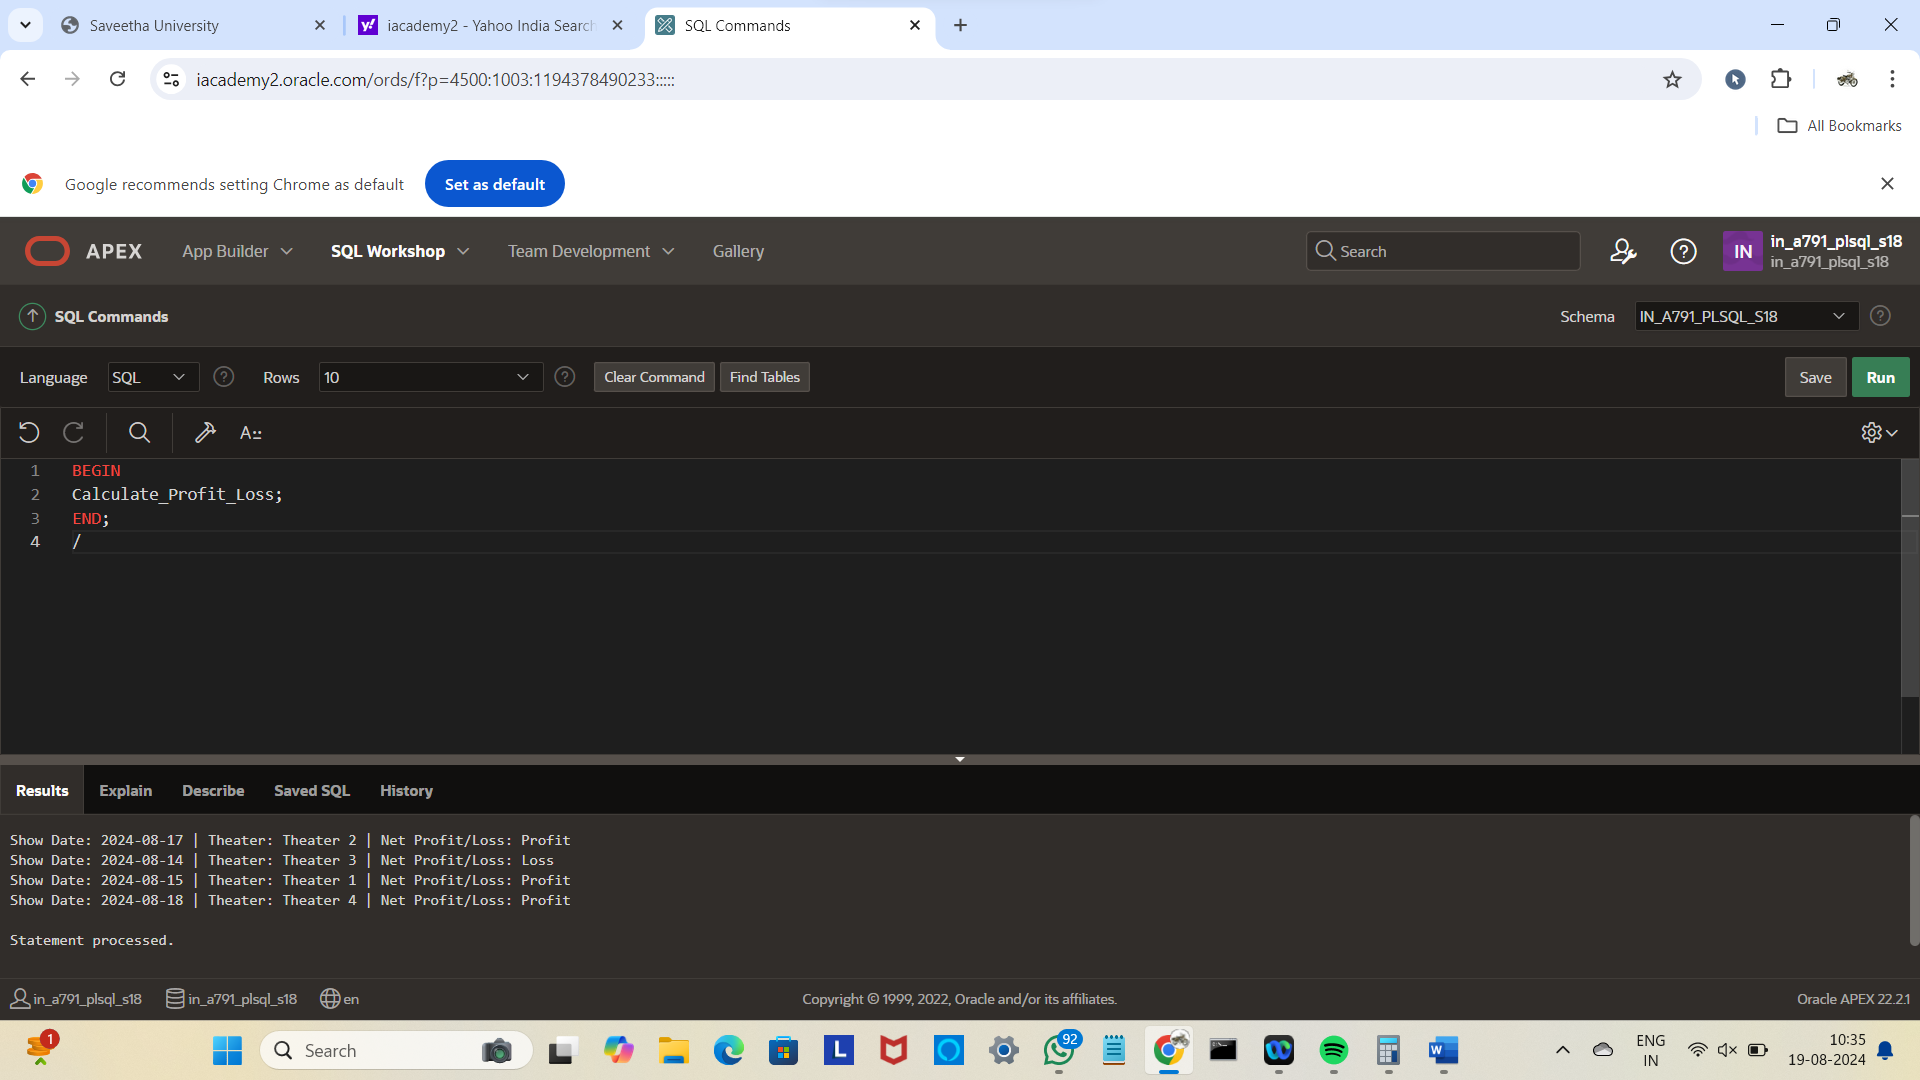 Saveetha University
iacademy2 - Yahoo India Search
SQL Commands
iacademy2.oracle.com/ords/f?p=4500:1003:1194378490233:::::
All Bookmarks
Google recommends setting Chrome as default
Set as default
APEX
App Builder
SQL Workshop
Team Development
Gallery
Search
IN
in_a791_plsql_s18
in_a791_plsql_s18
SQL Commands
Schema
IN_A791_PLSQL_S18
Language
SQL
Rows
10
Clear Command
Find Tables
Save
Run
A::
1 BEGIN
2 Calculate_Profit_Loss;
3 END;
4 /
Results
Explain
Describe
Saved SQL
History
Show Date: 2024-08-17 | Theater: Theater 2 | Net Profit/Loss: Profit
Show Date: 2024-08-14 | Theater: Theater 3 | Net Profit/Loss: Loss
Show Date: 2024-08-15 | Theater: Theater 1 | Net Profit/Loss: Profit
Show Date: 2024-08-18 | Theater: Theater 4 | Net Profit/Loss: Profit
Statement processed.
in_a791_plsql_s18
in_a791_plsql_s18
en
Copyright © 1999, 2022, Oracle and/or its affiliates.
Oracle APEX 22.2.1
1
Search
L
92
W
ENG
IN
10:35
19-08-2024